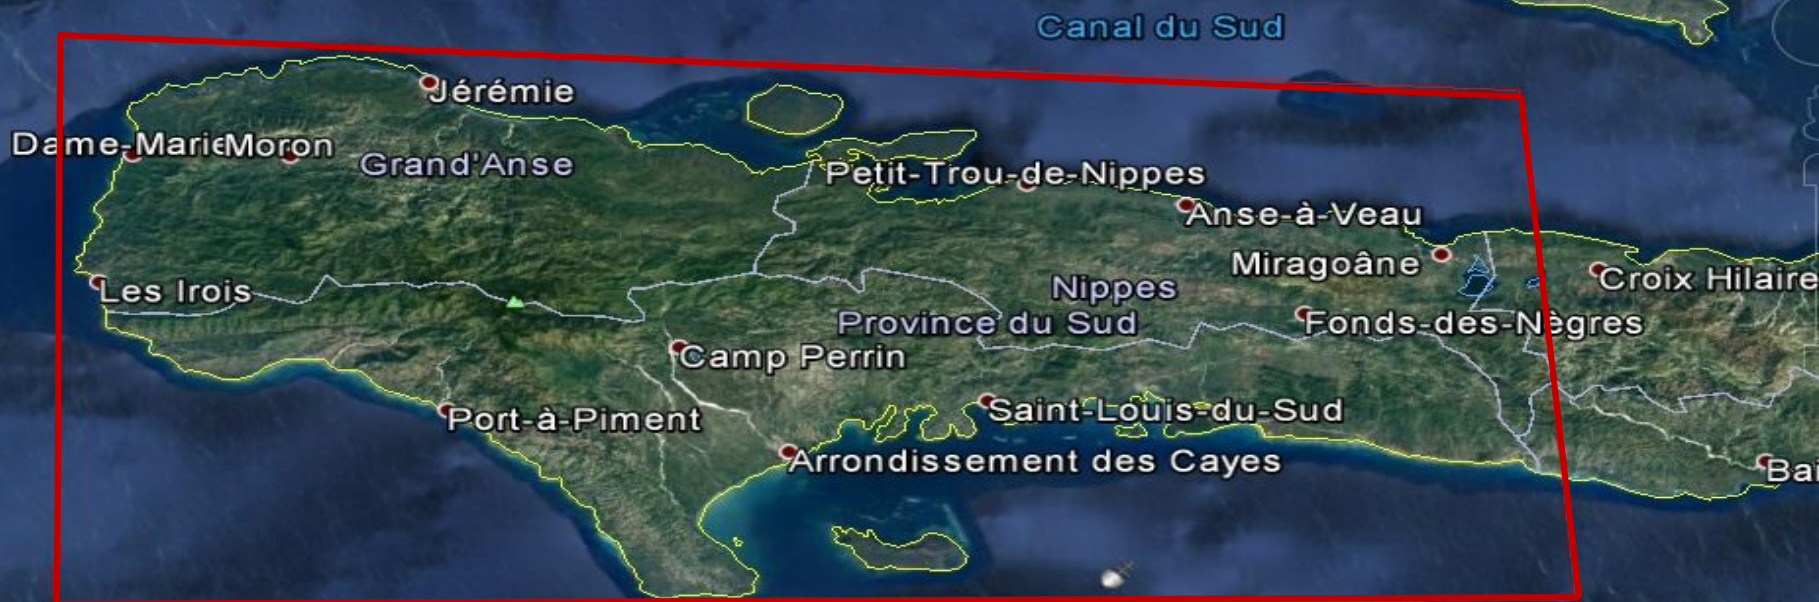 Canal du Sud
Jérémie
Dame-Marie
Moron
Grand'Anse
Petit-Trou-de-Nippes
Anse-à-Veau
Miragoâne
Croix Hilaire
Les Irois
Nippes
Province du Sud
Fonds-des-Nègres
Camp Perrin
Port-à-Piment
Saint-Louis-du-Sud
Arrondissement des Cayes
Bai